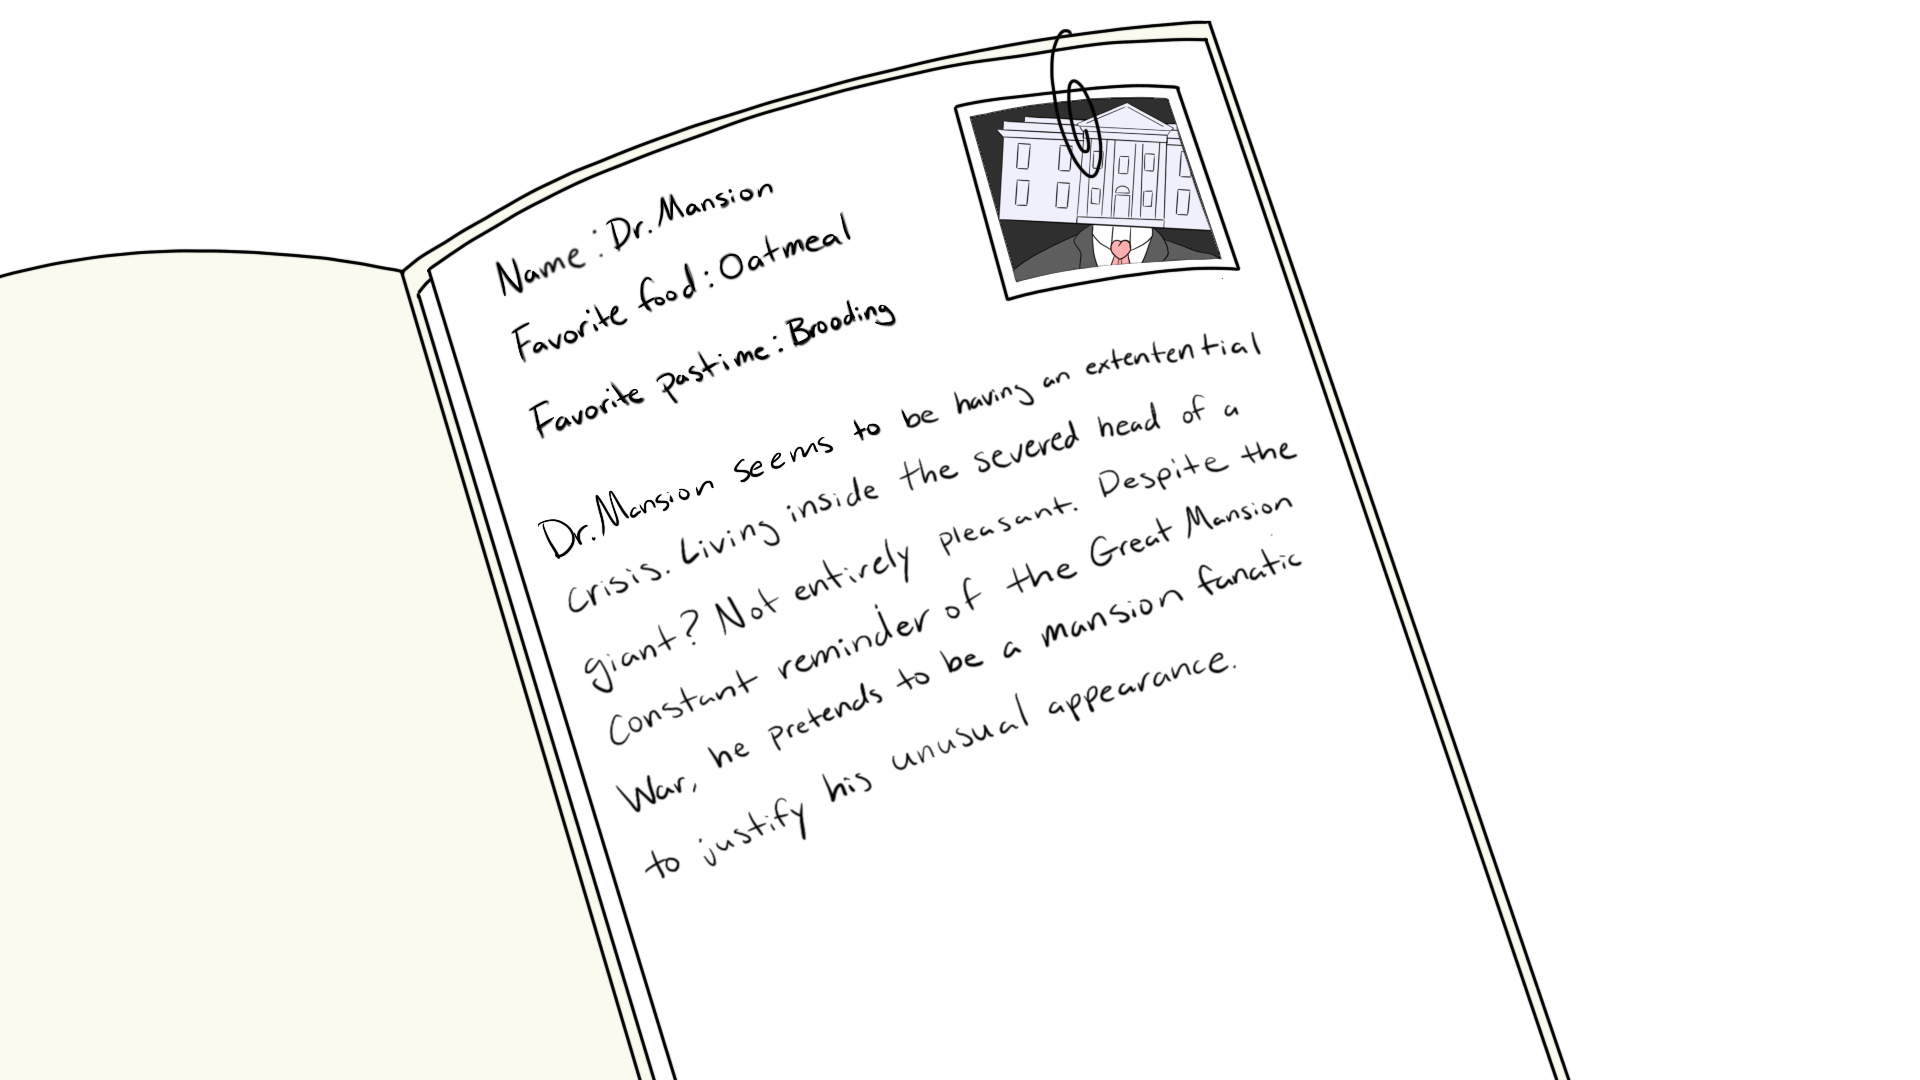 Name: Dr. Mansion
Favorite food: Oatmeal
Favorite pastime: Brooding
Dr. Mansion seems to be having an extentential
crisis. Living inside the severed head of a
giant? Not entirely pleasant. Despite the
Constant reminder of the Great Mansion
War, he pretends to be a mansion fanatic
to justify his unusual appearance.